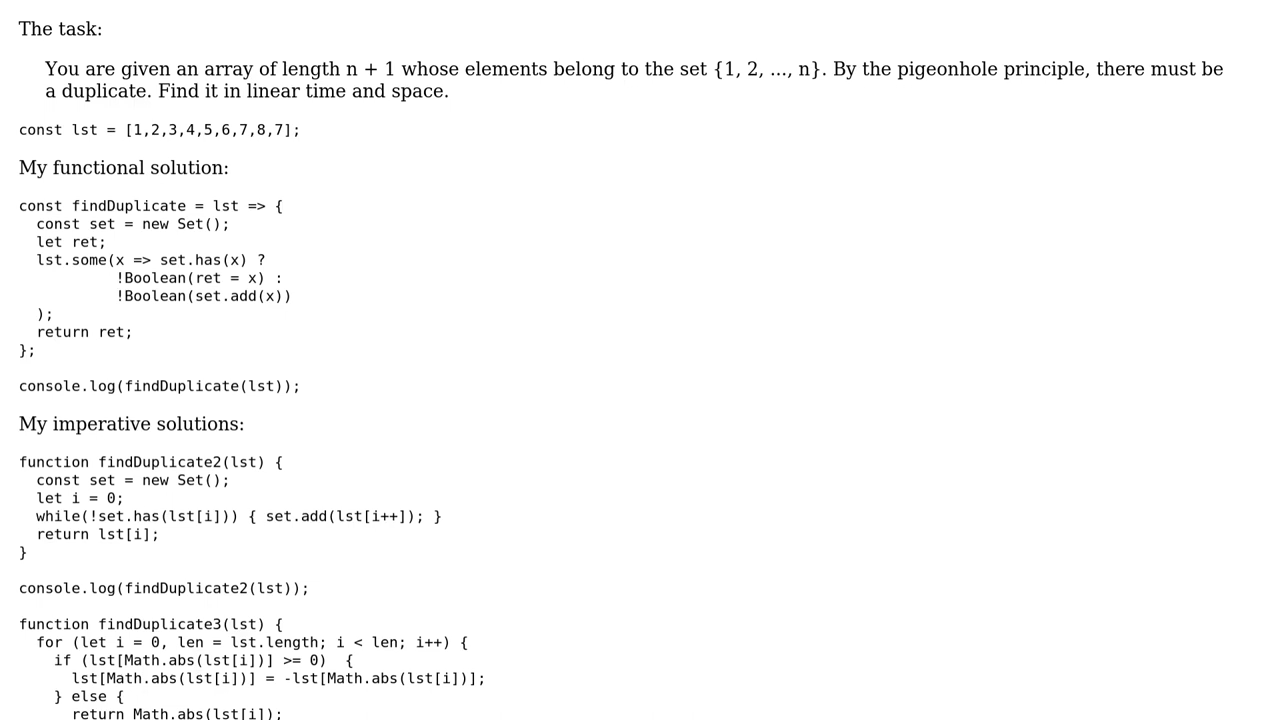 The task:
You are given an array of length n + 1 whose elements belong to the set {1, 2, ..., n}. By the pigeonhole principle, there must be
a duplicate. Find it in linear time and space.
const lst = [1,2,3,4,5,6,7,8,7];
My functional solution:
const findDuplicate = lst => {
  const set = new Set();
  let ret;
  lst.some(x => set.has(x) ?
           !Boolean(ret = x) :
           !Boolean(set.add(x))
  );
  return ret;
};
console.log(findDuplicate(lst));
My imperative solutions:
function findDuplicate2(lst) {
  const set = new Set();
  let i = 0;
  while(!set.has(lst[i])) { set.add(lst[i++]); }
  return lst[i];
}
console.log(findDuplicate2(lst));
function findDuplicate3(lst) {
  for (let i = 0, len = lst.length; i < len; i++) {
    if (lst[Math.abs(lst[i])] >= 0)  {
      lst[Math.abs(lst[i])] = -lst[Math.abs(lst[i])];
    } else {
      return Math.abs(lst[i]);